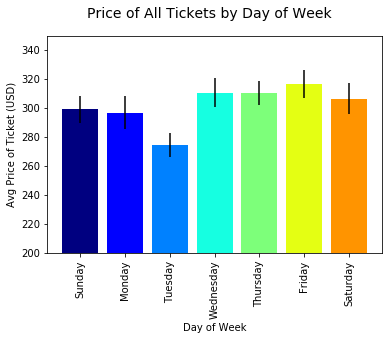 Price of All Tickets by Day of Week
Avg Price of Ticket (USD)
340
320
300
280
260
240
220
200
Sunday
Monday
Tuesday
Wednesday
Thursday
Friday
Saturday
Day of Week